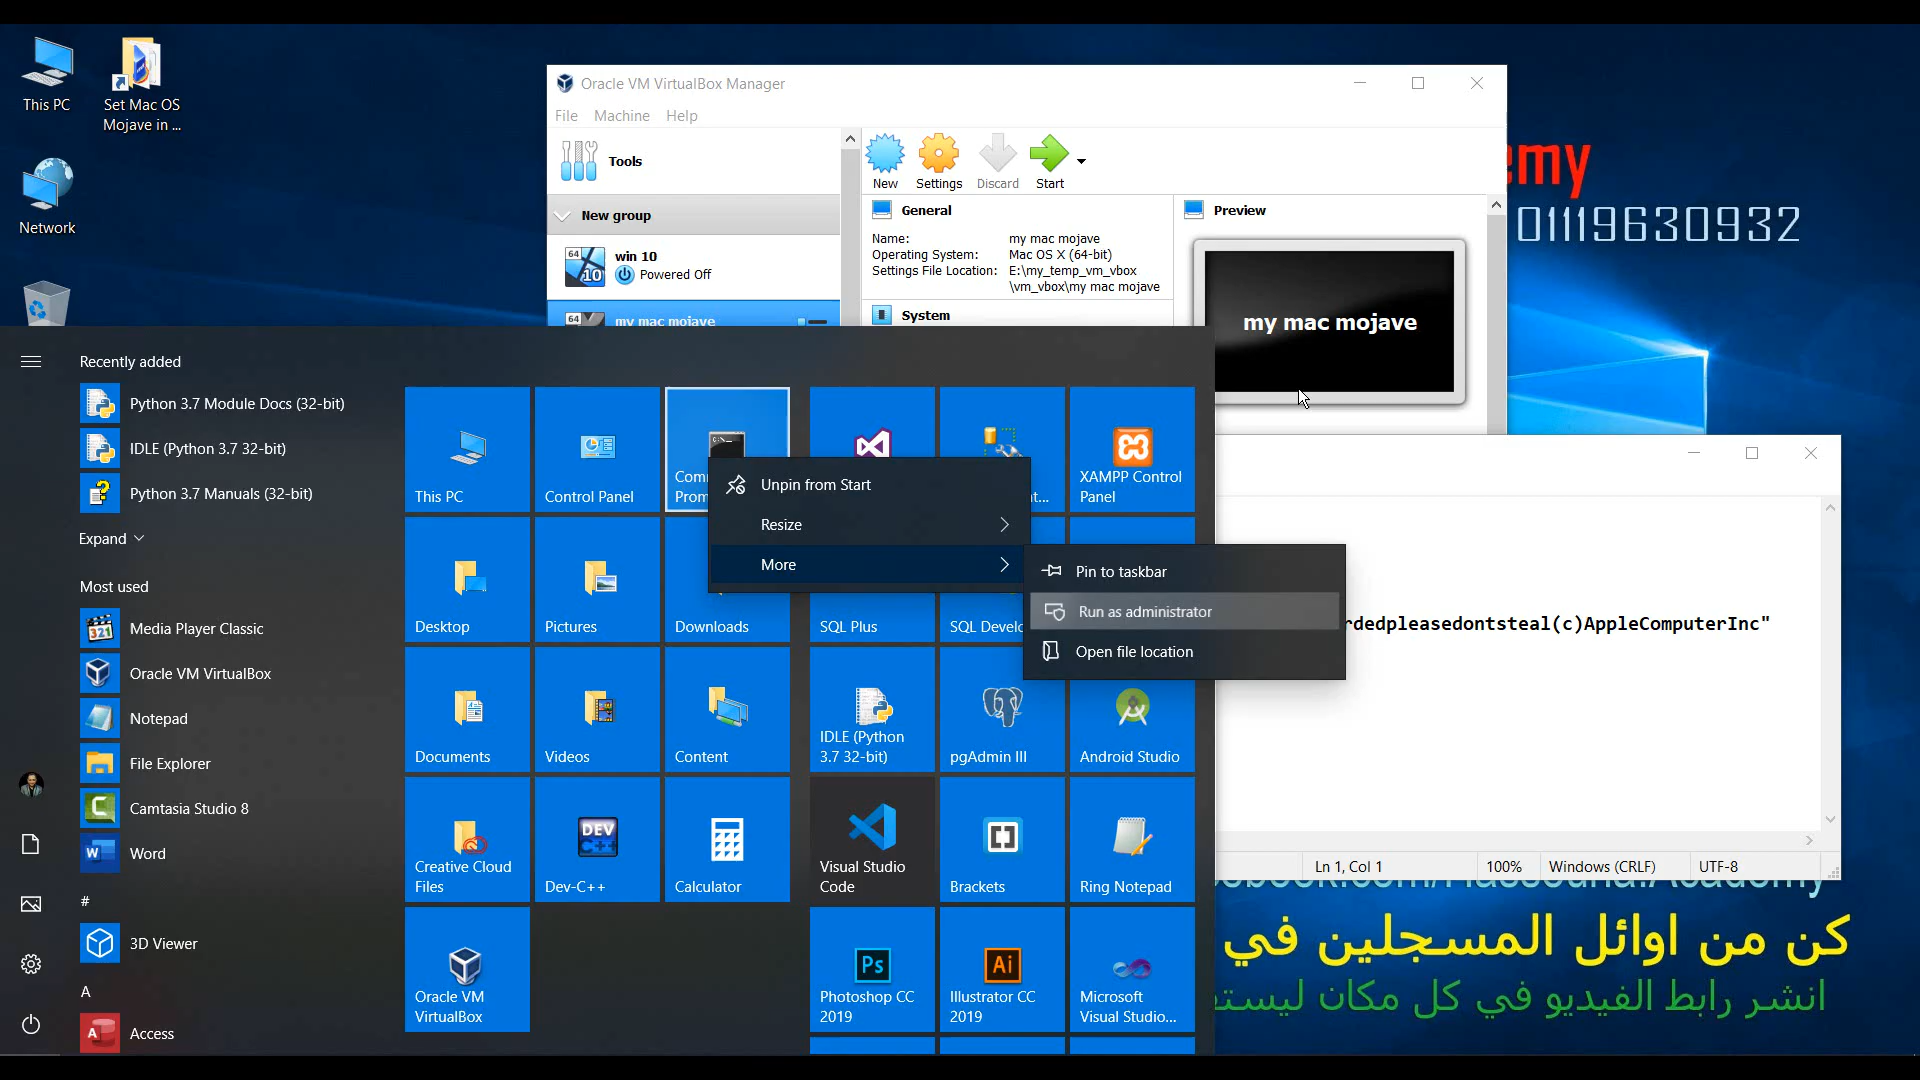 This PC
Set Mac OS
Mojave in ...
Network
Oracle VM VirtualBox Manager
File Machine Help
Tools
New Settings Discard Start
New group
win 10
Powered Off
my mac mojave
General
Name: my mac mojave
Operating System: Mac OS X (64-bit)
Settings File Location: E:\my_temp_vm_vbox
\vm_vbox\my mac mojave
System
Preview
my mac mojave
emy
01119630932
Recently added
Python 3.7 Module Docs (32-bit)
IDLE (Python 3.7 32-bit)
Python 3.7 Manuals (32-bit)
Expand
Most used
Media Player Classic
Oracle VM VirtualBox
Notepad
File Explorer
Camtasia Studio 8
Word
#
3D Viewer
A
Access
This PC
Control Panel
Com
Prom
t...
XAMPP Control
Panel
Desktop
Pictures
Downloads
SQL Plus
SQL Develo
Documents
Videos
Content
IDLE (Python
3.7 32-bit)
pgAdmin III
Android Studio
Creative Cloud
Files
Dev-C++
Calculator
Visual Studio
Code
Brackets
Ring Notepad
Oracle VM
VirtualBox
Photoshop CC
2019
Illustrator CC
2019
Microsoft
Visual Studio...
Unpin from Start
Resize
More
Pin to taskbar
Run as administrator
Open file location
rdedpleasedontsteal(c)AppleComputerInc"
Ln 1, Col 1 100% Windows (CRLF) UTF-8
كن من اوائل المسجلين في
انشر رابط الفيديو في كل مكان ليستف